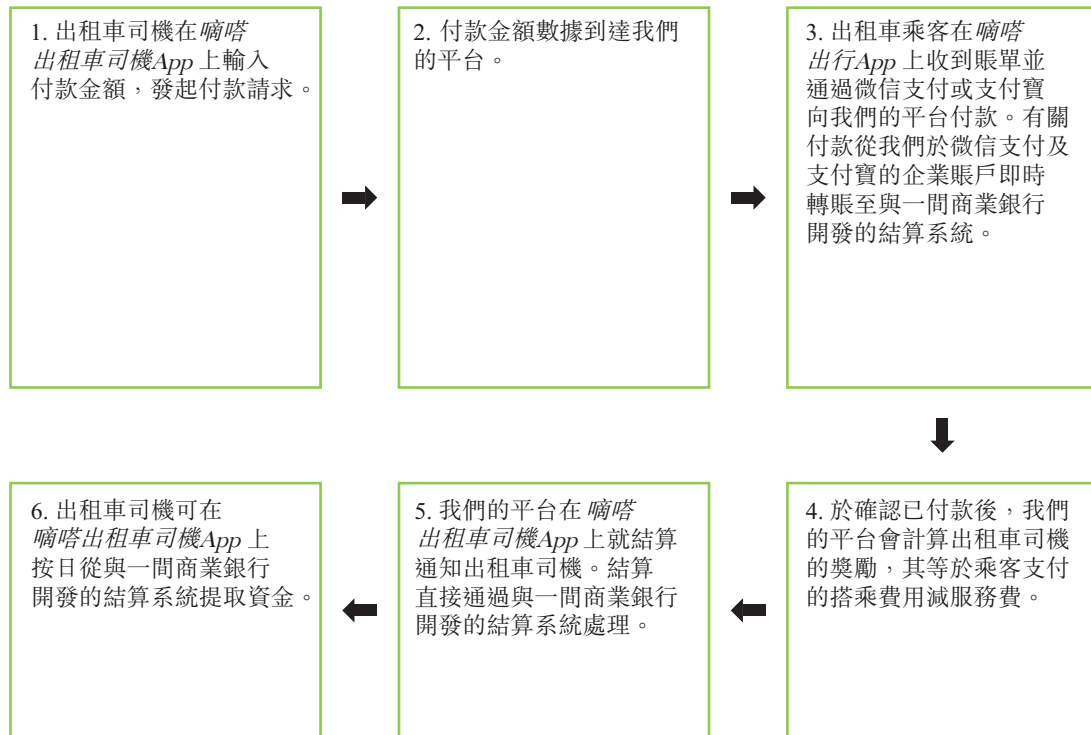 1. 出租車司機在嘀嗒
出租車司機App 上輸入
付款金額，發起付款請求。
2. 付款金額數據到達我們
的平台。
3. 出租車乘客在嘀嗒
出行App 上收到賬單並
通過微信支付或支付寶
向我們的平台付款。有關
付款從我們於微信支付及
支付寶的企業賬戶即時
轉賬至與一間商業銀行
開發的結算系統。
4. 於確認已付款後，我們
的平台會計算出租車司機
的獎勵，其等於乘客支付
的搭乘費用減服務費。
5. 我們的平台在嘀嗒
出租車司機App 上就結算
通知出租車司機。結算
直接通過與一間商業銀行
開發的結算系統處理。
6. 出租車司機可在
嘀嗒出租車司機App 上
按日從與一間商業銀行
開發的結算系統提取資金。